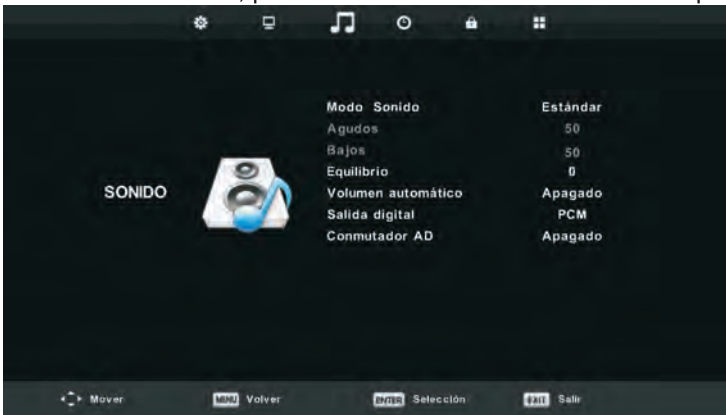 Modo Sonido Estándar
Agudos 50
Bajos 50
Equilibrio 0
SONIDO
Volumen automático Apagado
Salida digital PCM
Conmutador AD Apagado
Mover MENU Volver ENTER Selección EXIT Salir